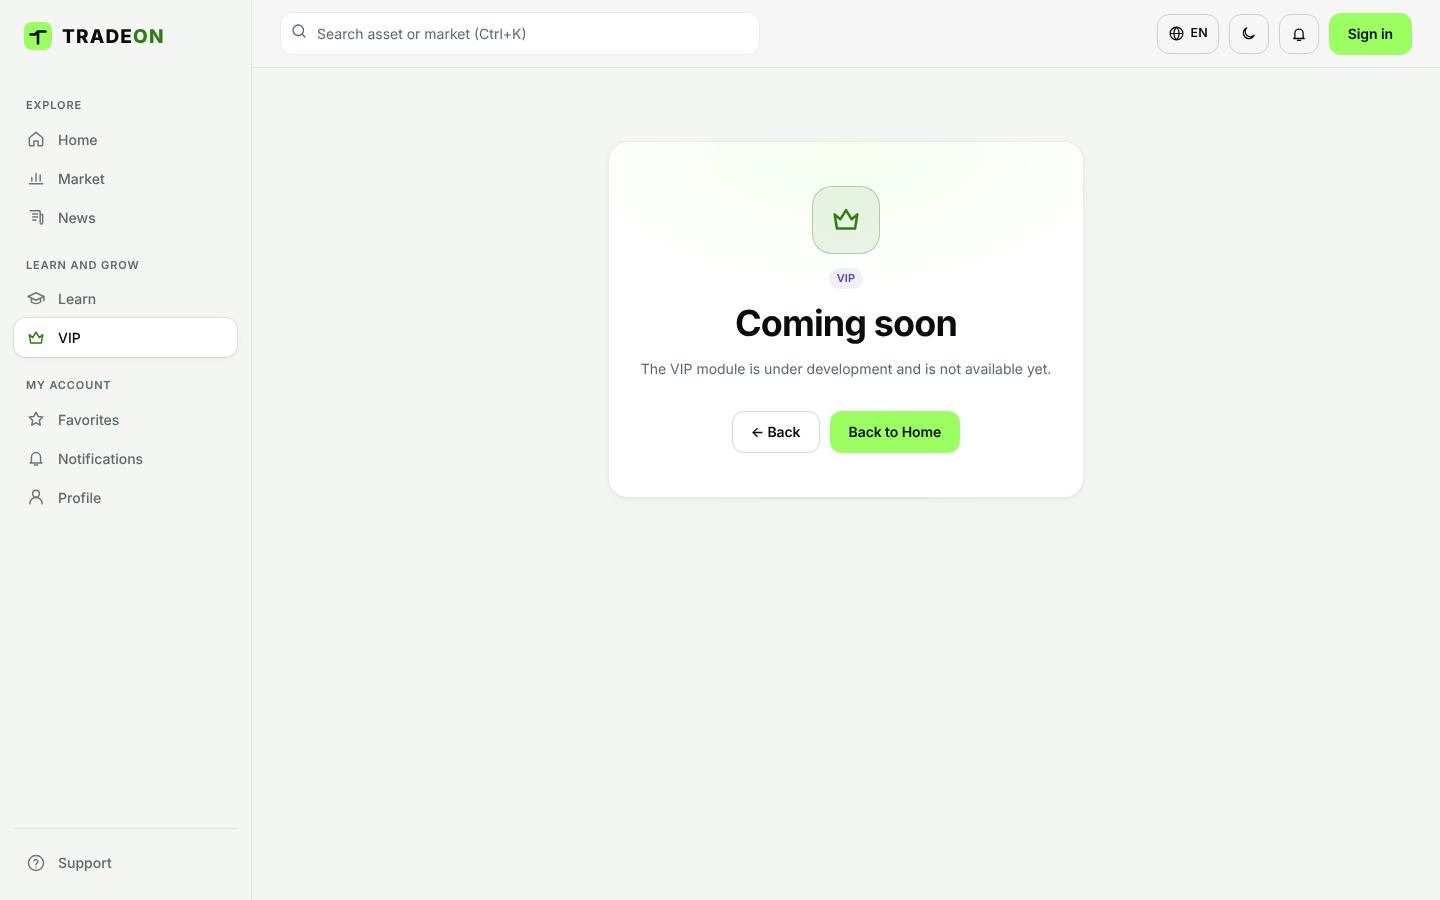 TRADEON
Search asset or market (Ctrl+K)
EN
Sign in
EXPLORE
Home
Market
News
LEARN AND GROW
Learn
VIP
MY ACCOUNT
Favorites
Notifications
Profile
Support
VIP
Coming soon
The VIP module is under development and is not available yet.
← Back
Back to Home